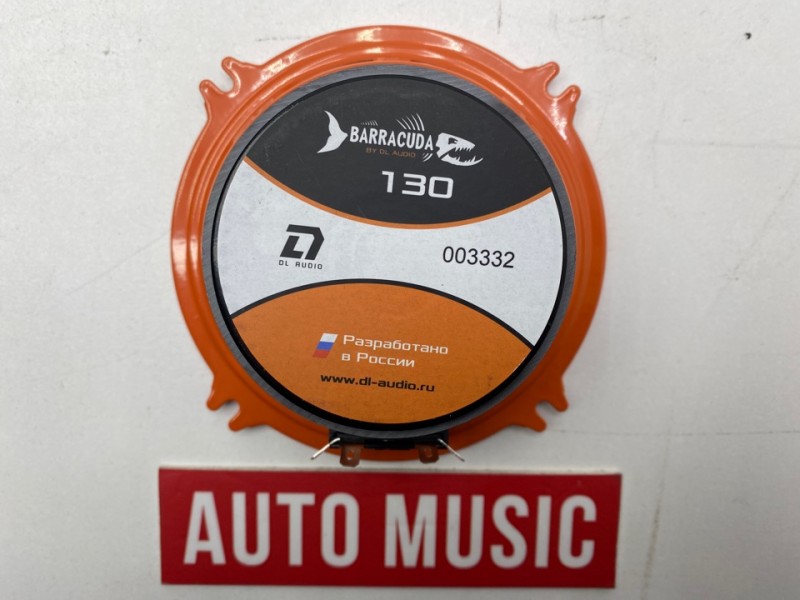 BARRACUDA
BY DL AUDIO
130
DL AUDIO
003332
Разработано
в России
www.dl-audio.ru
AUTO MUSIC